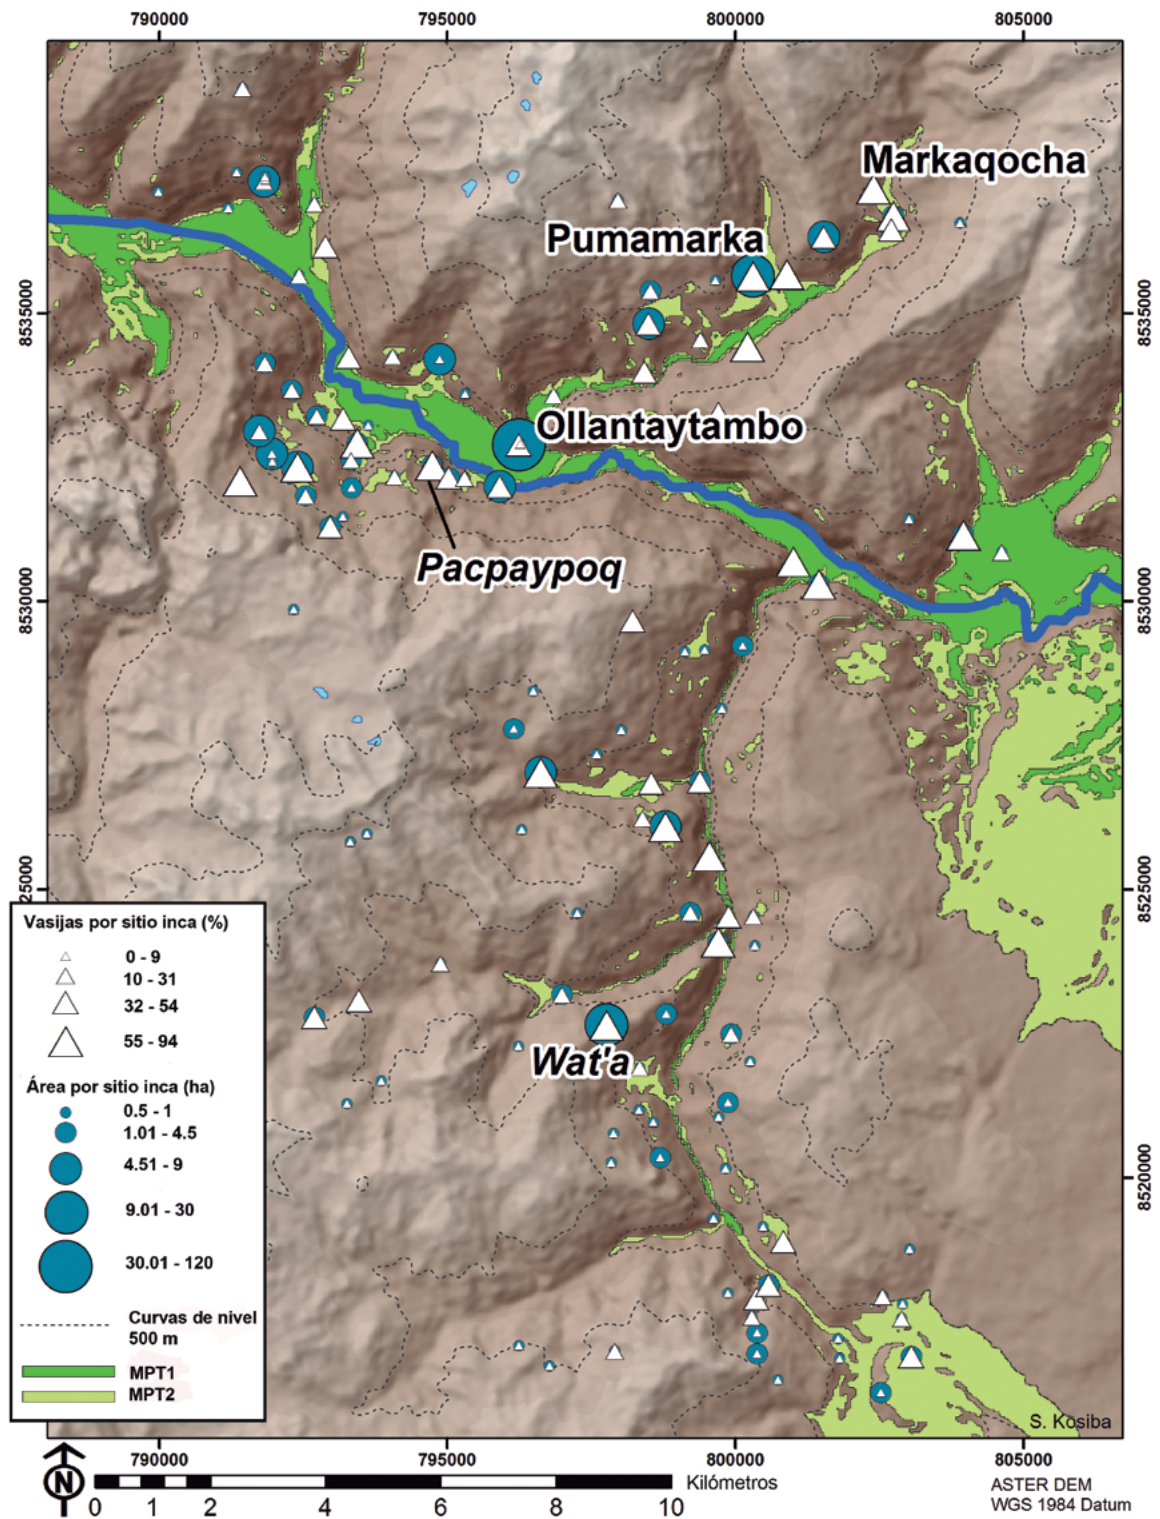 790000
795000
800000
805000
Markaqocha
Pumamarka
8535000
8535000
Ollantaytambo
Pacpaypoq
8530000
8530000
25000
8525000
Vasijas por sitio inca (%)
0 - 9
10 - 31
32 - 54
55 - 94
Área por sitio inca (ha)
0.5 - 1
1.01 - 4.5
4.51 - 9
9.01 - 30
30.01 - 120
Curvas de nivel
500 m
MPT1
MPT2
Wat'a
8520000
S. Kosiba
790000
795000
800000
805000
N
Kilómetros
0 1 2 4 6 8 10
ASTER DEM
WGS 1984 Datum